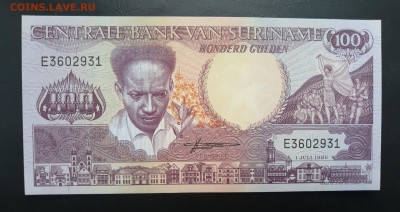 COINS.LAVE.RU
CENTRALE BANK VAN SURINAME
HONDERD GULDEN
100
E3602931
E3602931
1 JULI 1986